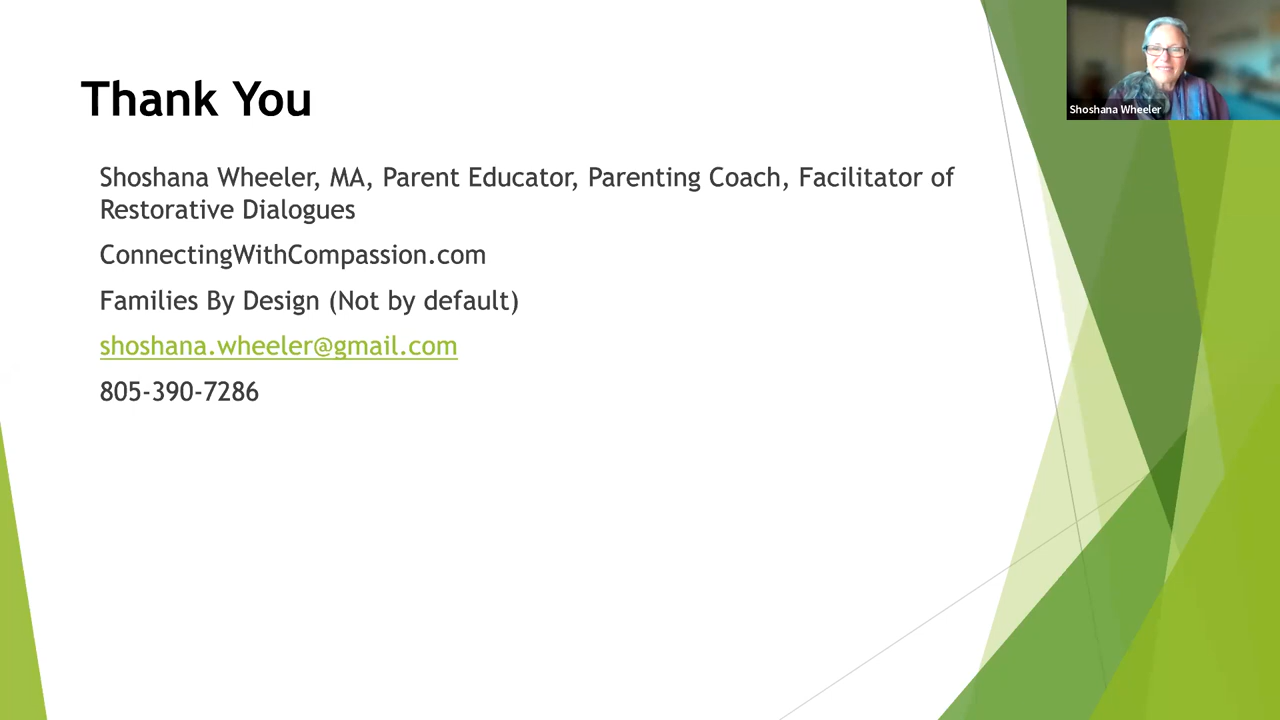 Thank You
Shoshana Wheeler, MA, Parent Educator, Parenting Coach, Facilitator of
Restorative Dialogues
ConnectingWithCompassion.com
Families By Design (Not by default)
shoshana.wheeler@gmail.com
805-390-7286
Shoshana Wheeler